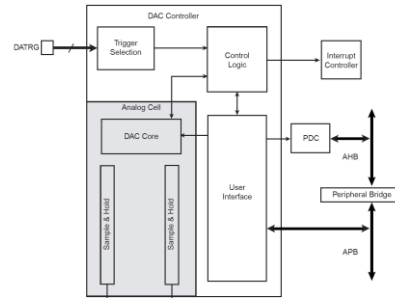 DAC Controller
DATRG
Trigger
Selection
Control
Logic
Interrupt
Controller
Analog Cell
DAC Core
Sample & Hold
Sample & Hold
User
Interface
PDC
AHB
Peripheral Bridge
APB